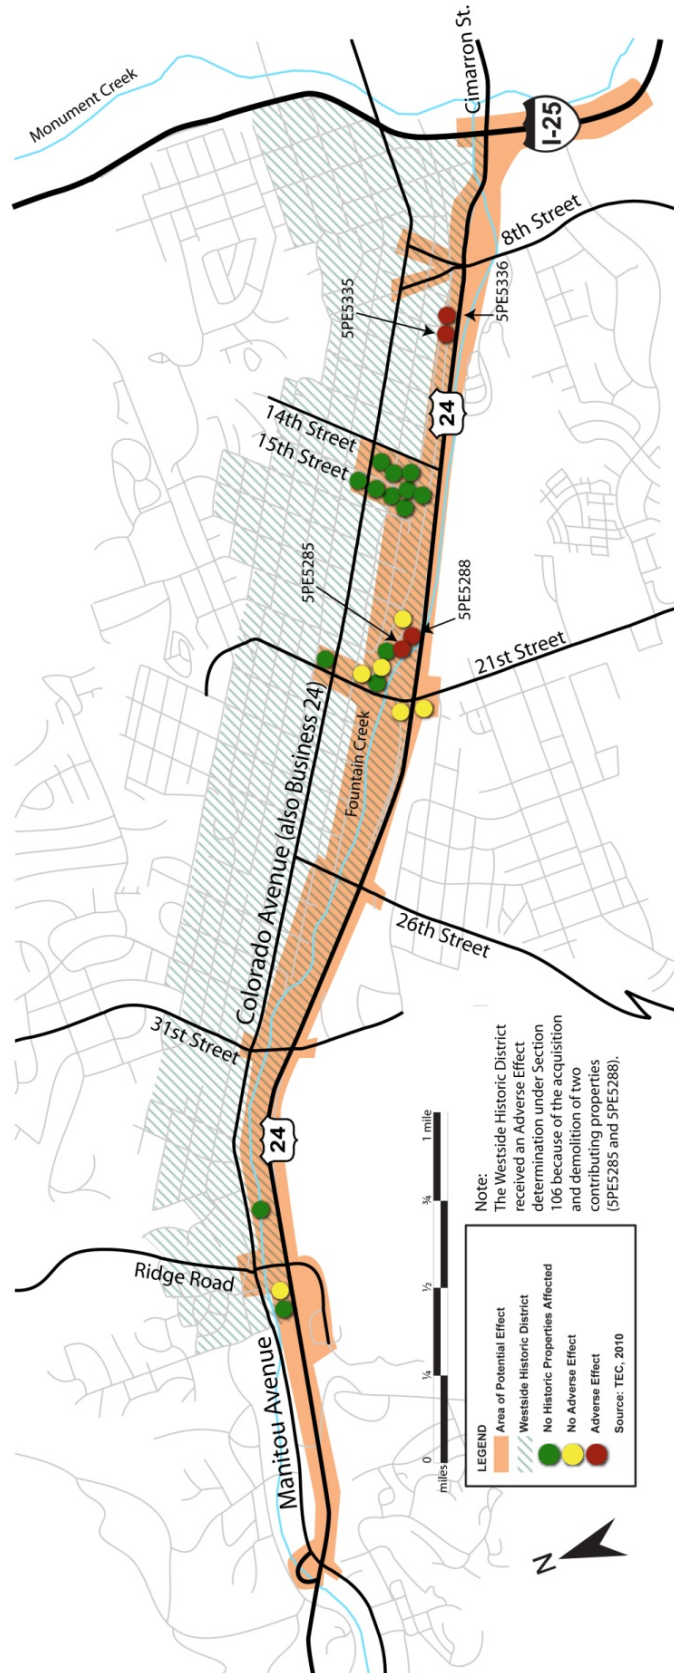 Monument Creek
Cimarron St.
I-25
8th Street
5PE5335
5PE5336
24
14th Street
15th Street
5PE5285
5PE5288
21st Street
Colorado Avenue (also Business 24)
Fountain Creek
26th Street
31st Street
24
Ridge Road
Manitou Avenue
0
1/4
1/2
3/4
1 mile
miles
N
LEGEND
Area of Potential Effect
Westside Historic District
No Historic Properties Affected
No Adverse Effect
Adverse Effect
Source: TEC, 2010
Note:
The Westside Historic District
received an Adverse Effect
determination under Section
106 because of the acquisition
and demolition of two
contributing properties
(5PE5285 and 5PE5288).